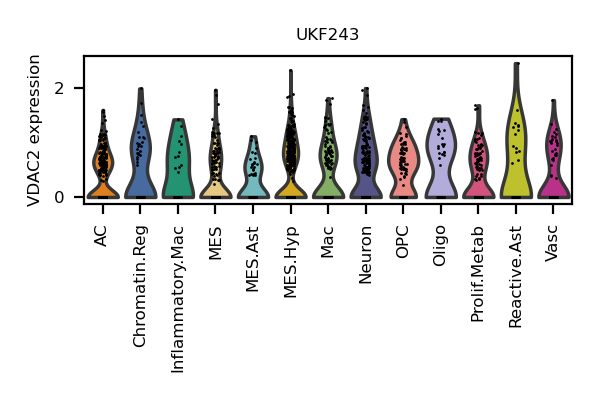 UKF243
VDAC2 expression
2
0
AC
Chromatin.Reg
Inflammatory.Mac
MES
MES.Ast
MES.Hyp
Mac
Neuron
OPC
Oligo
Prolif.Metab
Reactive.Ast
Vasc